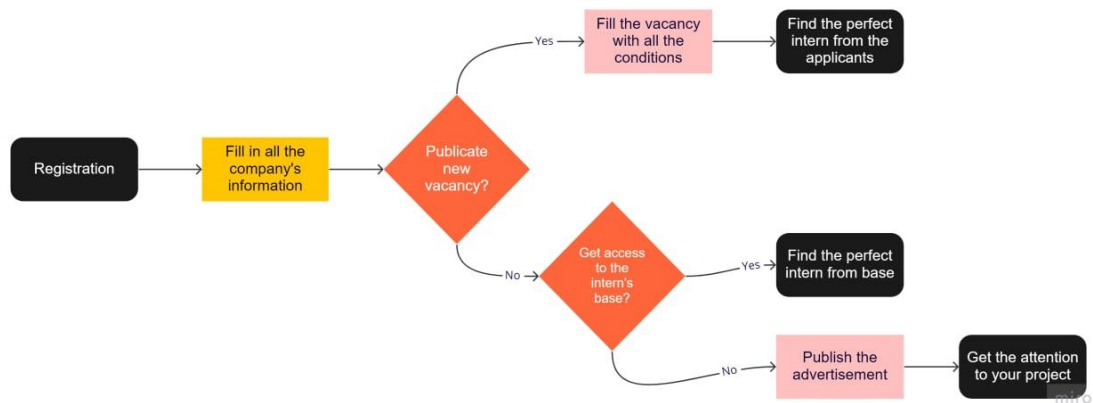 Yes
Fill the vacancy
with all the
conditions
Find the perfect
intern from the
applicants
Registration
Fill in all the
company's
information
Publicate
new
vacancy?
No
Get access
to the
intern's
base?
Yes
Find the perfect
intern from base
No
Publish the
advertisement
Get the attention
to your project
miro